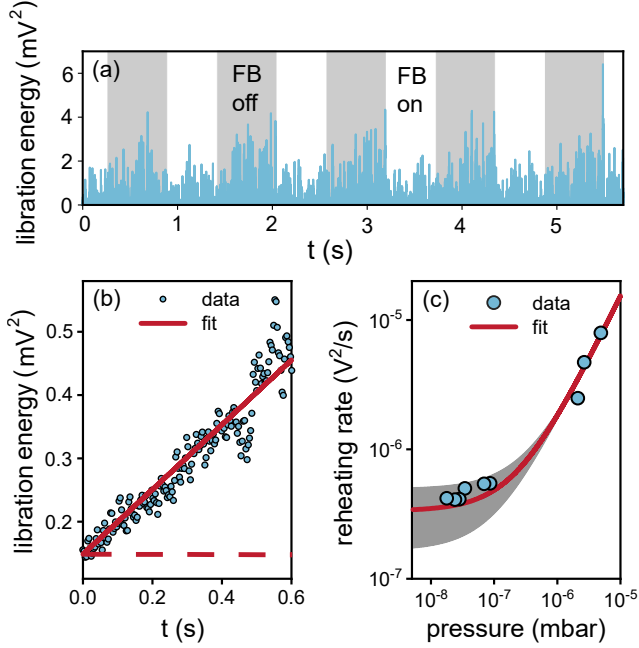 libration energy (mV²)
(a)
FB
off
FB
on
6
4
2
0
0 1 2 3 4 5
t (s)
libration energy (mV²)
(b)
data
fit
0.5
0.4
0.3
0.2
0.0 0.2 0.4 0.6
t (s)
reheating rate (V²/s)
(c)
data
fit
10⁻⁵
10⁻⁶
10⁻⁷
10⁻⁸ 10⁻⁷ 10⁻⁶ 10⁻⁵
pressure (mbar)